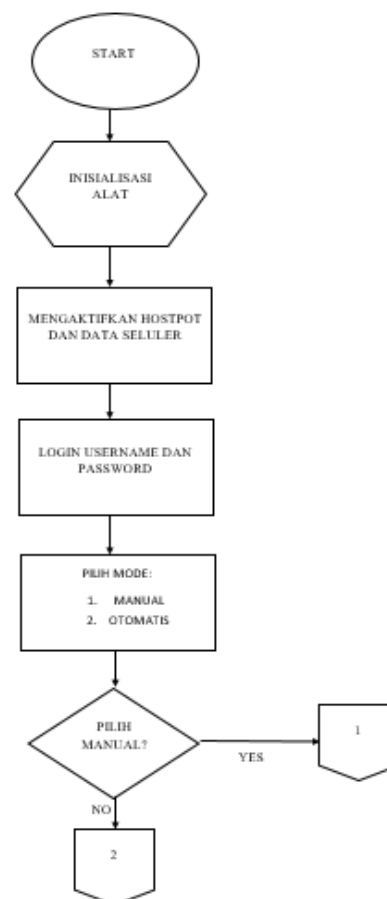 START
INISIALISASI
ALAT
MENGAKTIFKAN HOSTPOT
DAN DATA SELULER
LOGIN USERNAME DAN
PASSWORD
PILIH MODE:
1. MANUAL
2. OTOMATIS
PILIH
MANUAL?
YES
1
NO
2